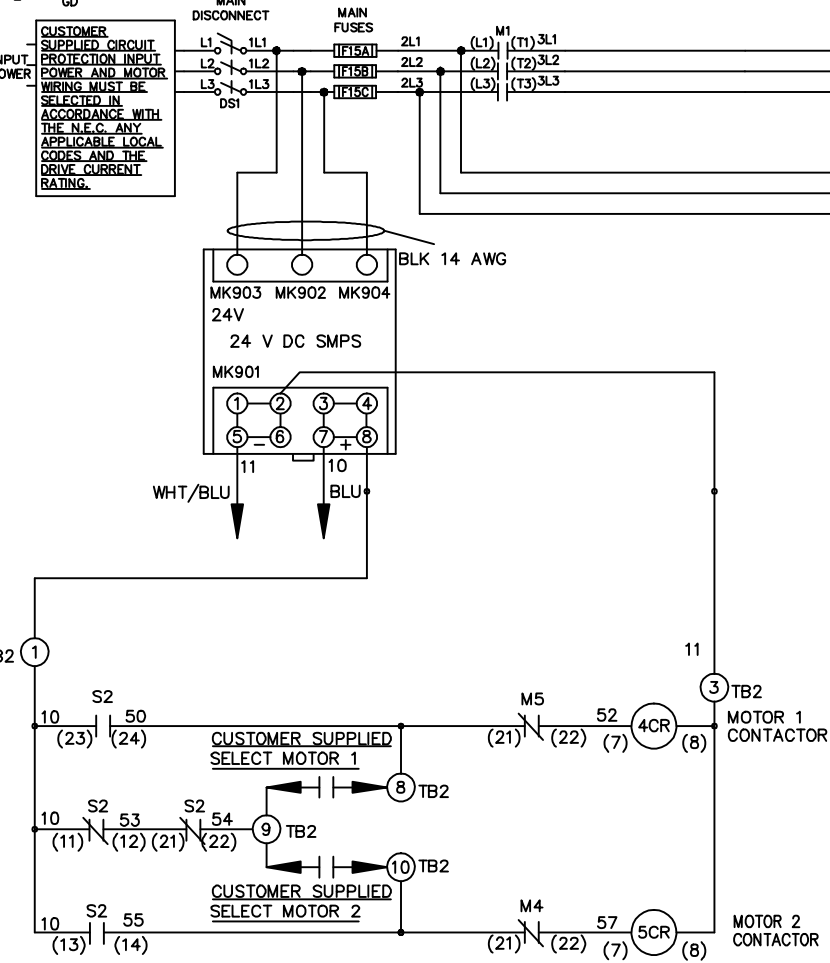 GD
MAIN
DISCONNECT
MAIN
FUSES
CUSTOMER
SUPPLIED CIRCUIT
PROTECTION INPUT
POWER AND MOTOR
WIRING MUST BE
SELECTED IN
ACCORDANCE WITH
THE N.E.C. ANY
APPLICABLE LOCAL
CODES AND THE
DRIVE CURRENT
RATING.
L1 1L1 F15A 2L1 (L1) M1 (T1) 3L1
L2 1L2 F15B 2L2 (L2) (T2) 3L2
L3 1L3 F15C 2L3 (L3) (T3) 3L3
DS1
BLK 14 AWG
MK903 MK902 MK904
24V
24 V DC SMPS
MK901
1 2 3 4
5 – 6 7 + 8
11 10
WHT/BLU BLU
1
11
3 TB2
S2 M5
10 50 52 4CR
(23) (24) (21) (22) (7) (8)
MOTOR 1
CONTACTOR
CUSTOMER SUPPLIED
SELECT MOTOR 1
8 TB2
S2 S2
10 53 54 9 TB2
(11) (12) (21) (22)
10 TB2
CUSTOMER SUPPLIED
SELECT MOTOR 2
S2 M4
10 55 57 5CR
(13) (14) (21) (22) (7) (8)
MOTOR 2
CONTACTOR